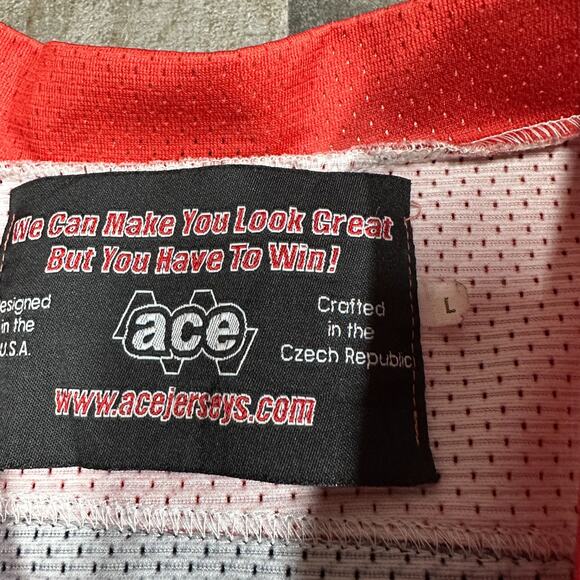 We Can Make You Look Great
But You Have To Win!
esigned
in the
U.S.A.
ace
Crafted
in the
Czech Republic
L
www.acejerseys.com